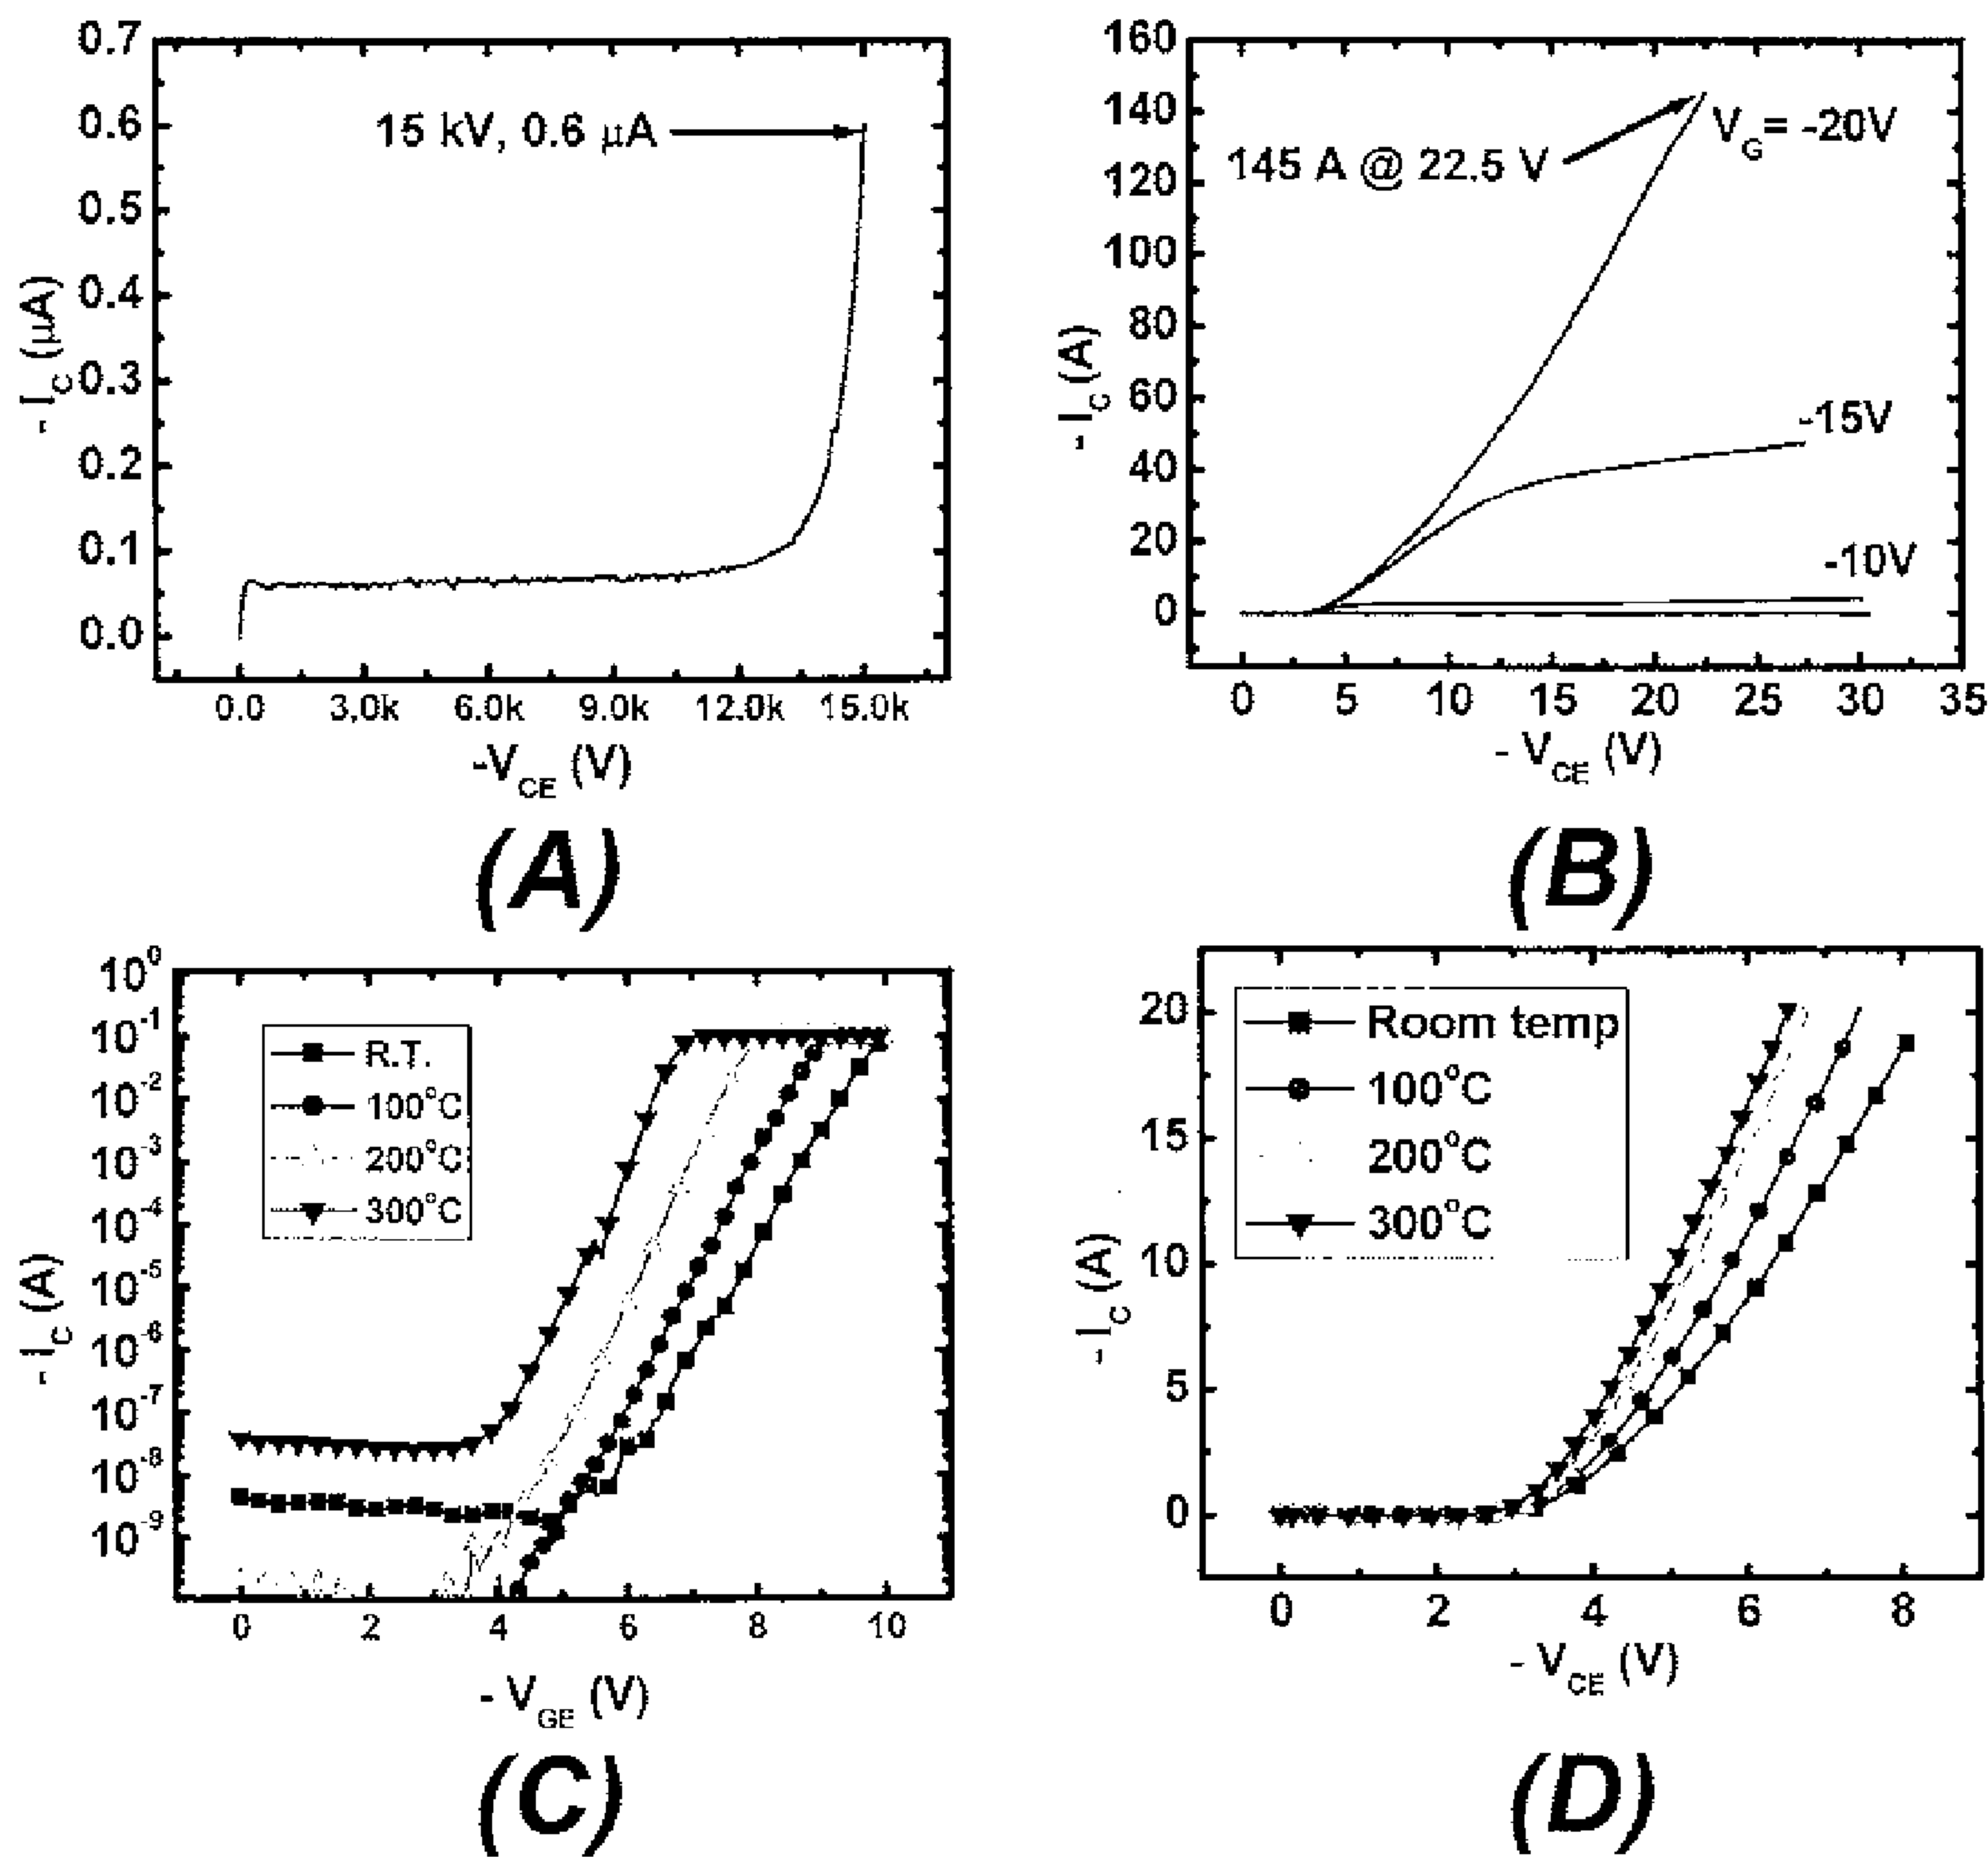 0.7
0.6
0.5
0.4
0.3
0.2
0.1
0.0
- I_C (µA)
15 kV, 0.6 µA
0.0 3.0k 6.0k 9.0k 12.0k 15.0k
-V_CE (V)
(A)
160
140
120
100
80
60
40
20
0
- I_C (A)
145 A @ 22.5 V
V_G= -20V
-15V
-10V
0 5 10 15 20 25 30 35
- V_CE (V)
(B)
10^0
10^-1
10^-2
10^-3
10^-4
10^-5
10^-6
10^-7
10^-8
10^-9
- I_C (A)
R.T.
100°C
200°C
300°C
0 2 4 6 8 10
- V_GE (V)
(C)
20
15
10
5
0
- I_C (A)
Room temp
100°C
200°C
300°C
0 2 4 6 8
- V_CE (V)
(D)